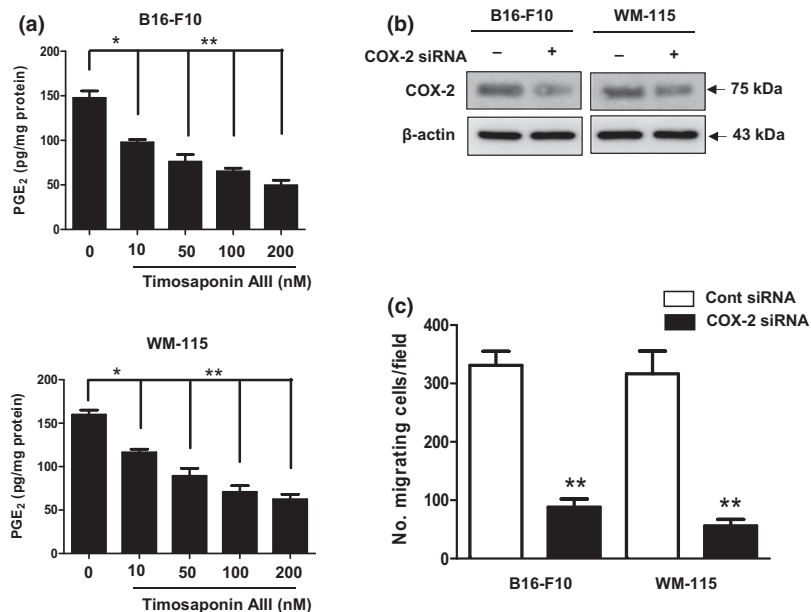 (a)
B16-F10
* **
PGE2 (pg/mg protein)
200
150
100
50
0
0 10 50 100 200
Timosaponin AIII (nM)
WM-115
* **
PGE2 (pg/mg protein)
200
150
100
50
0
0 10 50 100 200
Timosaponin AIII (nM)
(b)
B16-F10 WM-115
COX-2 siRNA – + – +
COX-2 75 kDa
β-actin 43 kDa
(c)
Cont siRNA
COX-2 siRNA
No. migrating cells/field
400
300
200
100
0
** **
B16-F10 WM-115